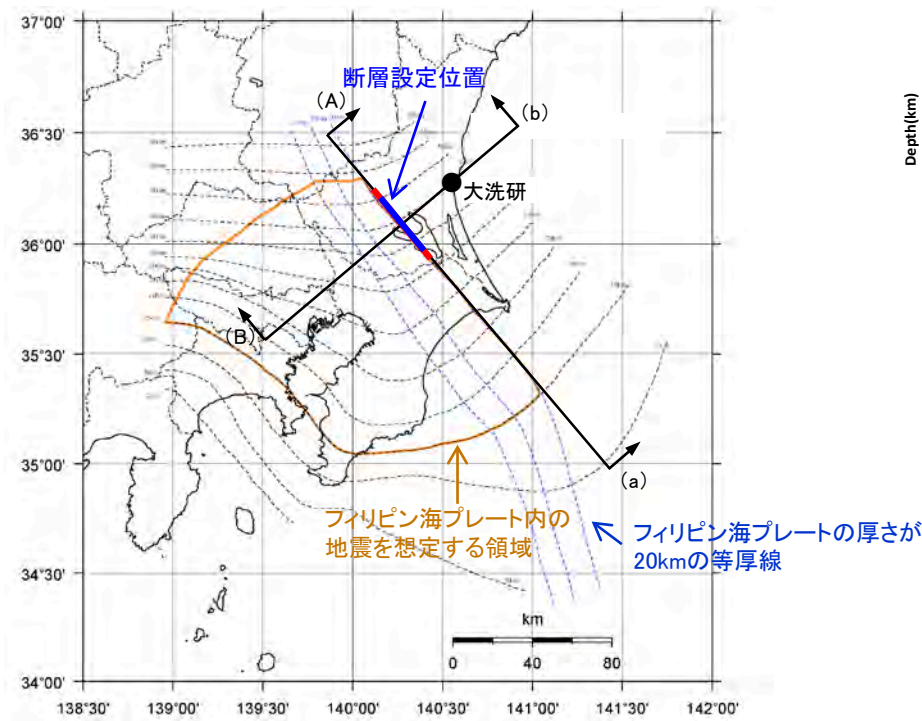 37°00'
36°30'
36°00'
35°30'
35°00'
34°30'
34°00'
138°30'
139°00'
139°30'
140°00'
140°30'
141°00'
141°30'
142°00'
断層設定位置
(A)
(b)
大洗研
(B)
(a)
フィリピン海プレート内の
地震を想定する領域
フィリピン海プレートの厚さが
20kmの等厚線
km
0
40
80
Depth(km)